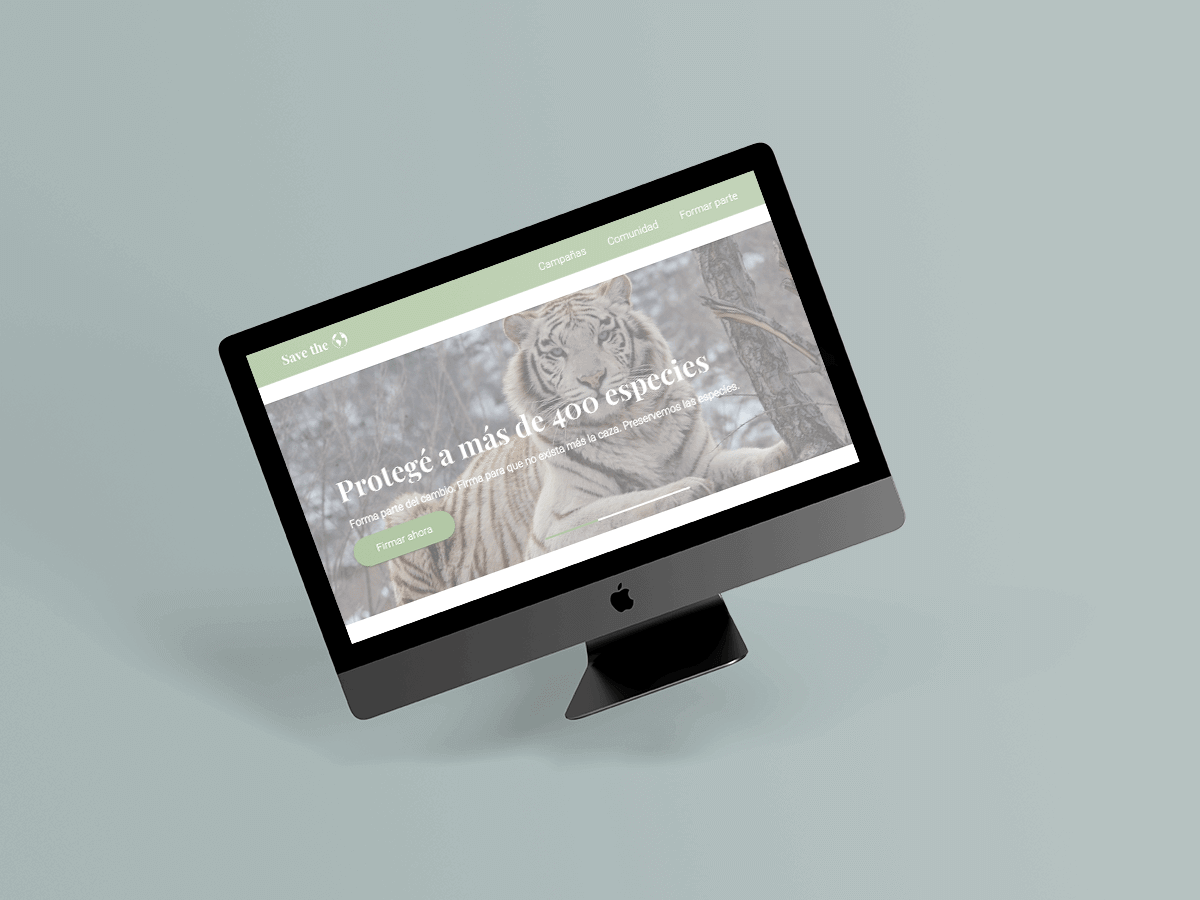 Save the
Campañas
Comunidad
Formar parte
Protegé a más de 400 especies
Forma parte del cambio. Firma para que no exista más la caza. Preservemos las especies.
Firmar ahora